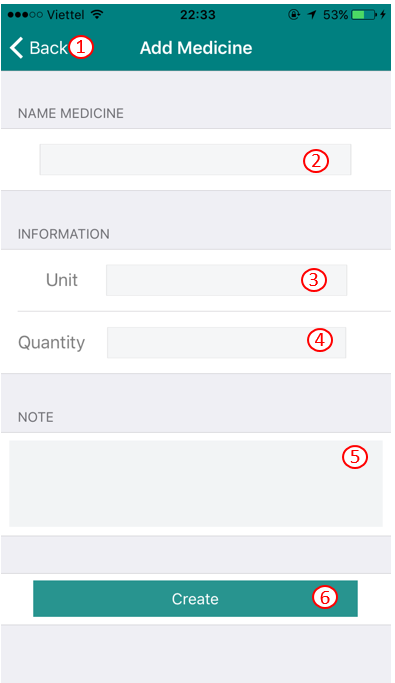 Viettel 22:33 53%
Back 1 Add Medicine
NAME MEDICINE
2
INFORMATION
Unit 3
Quantity 4
NOTE
5
Create 6